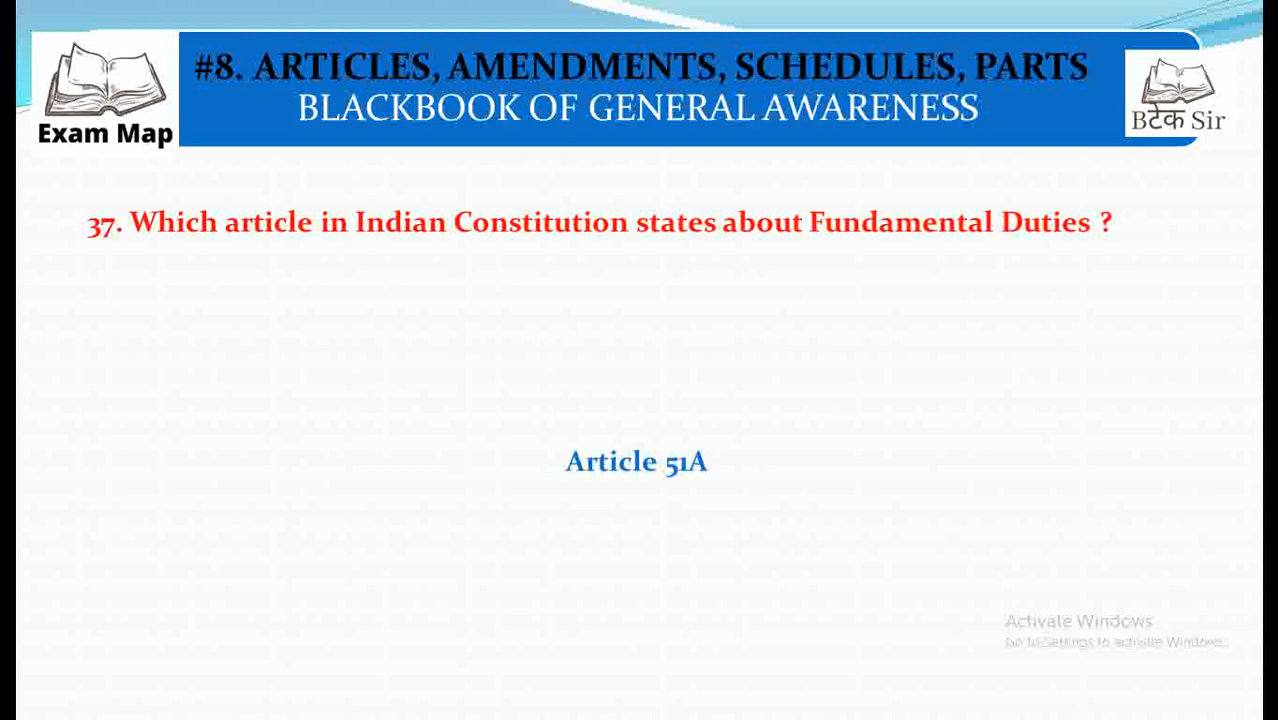 #8. ARTICLES, AMENDMENTS, SCHEDULES, PARTS
BLACKBOOK OF GENERAL AWARENESS
Exam Map
Bटेक Sir
37. Which article in Indian Constitution states about Fundamental Duties ?
Article 51A
Activate Windows
Go to Settings to activate Windows.